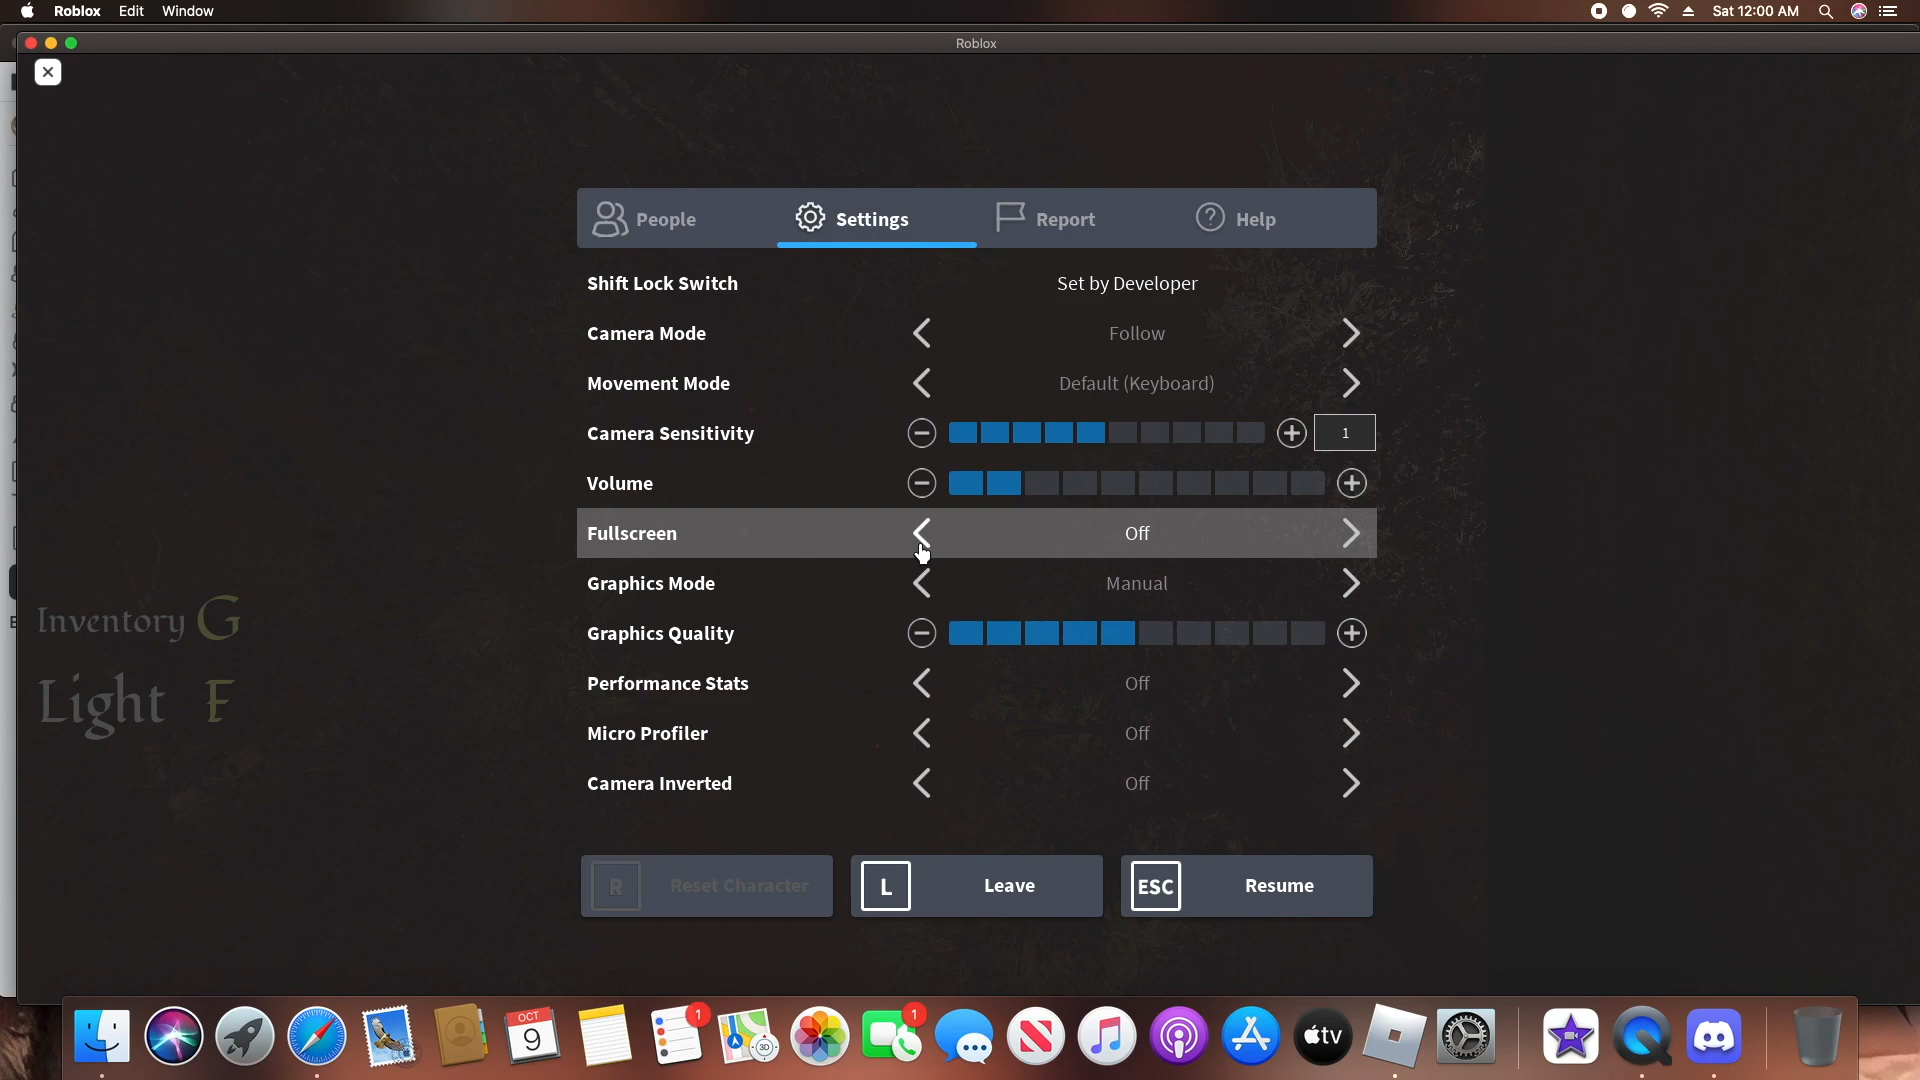 Roblox Edit Window Sat 12:00 AM
Roblox
People Settings Report Help
Shift Lock Switch Set by Developer
Camera Mode Follow
Movement Mode Default (Keyboard)
Camera Sensitivity 1
Volume
Fullscreen Off
Graphics Mode Manual
Inventory G
Graphics Quality
Light F
Performance Stats Off
Micro Profiler Off
Camera Inverted Off
R Reset Character L Leave ESC Resume
OCT
9
1
3D
1
tv